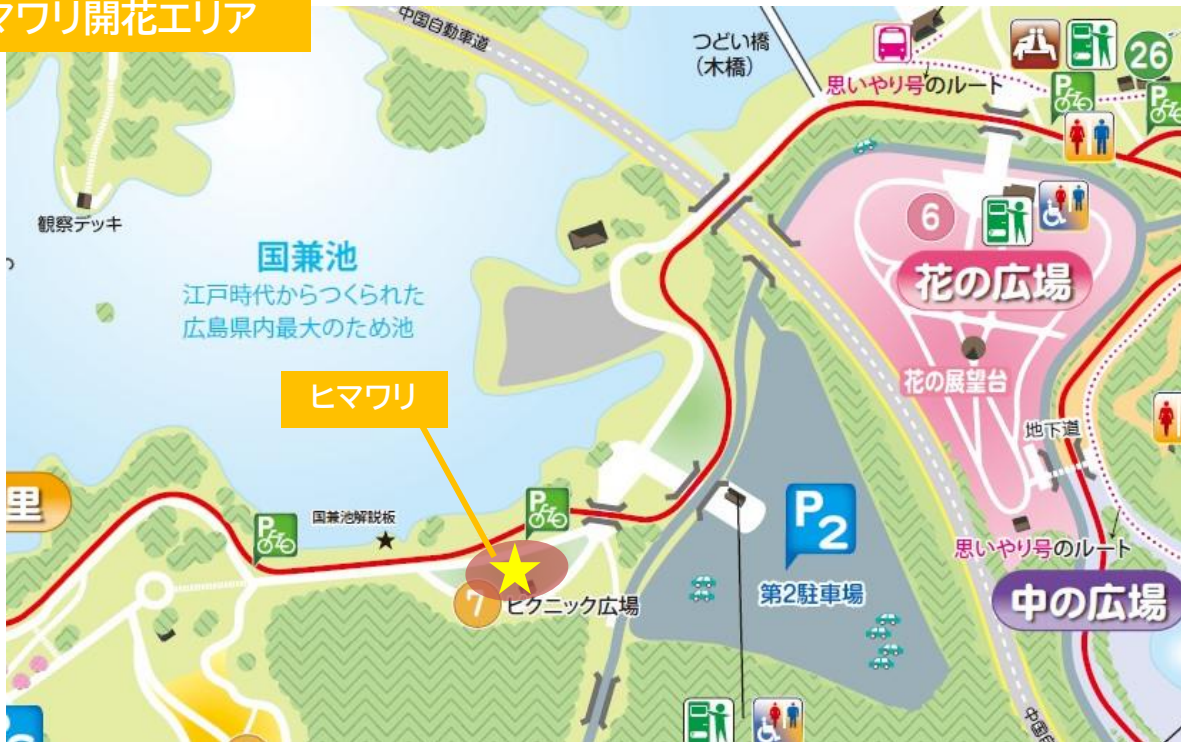 マワリ開花エリア
中国自動車道
つどい橋
(木橋)
思いやり号のルート
26
P
P
観察デッキ
国兼池
江戸時代からつくられた
広島県内最大のため池
6
花の広場
花の展望台
ヒマワリ
地下道
里
国兼池解説板
P
P
P2
第2駐車場
思いやり号のルート
中の広場
7
ピクニック広場
中国自